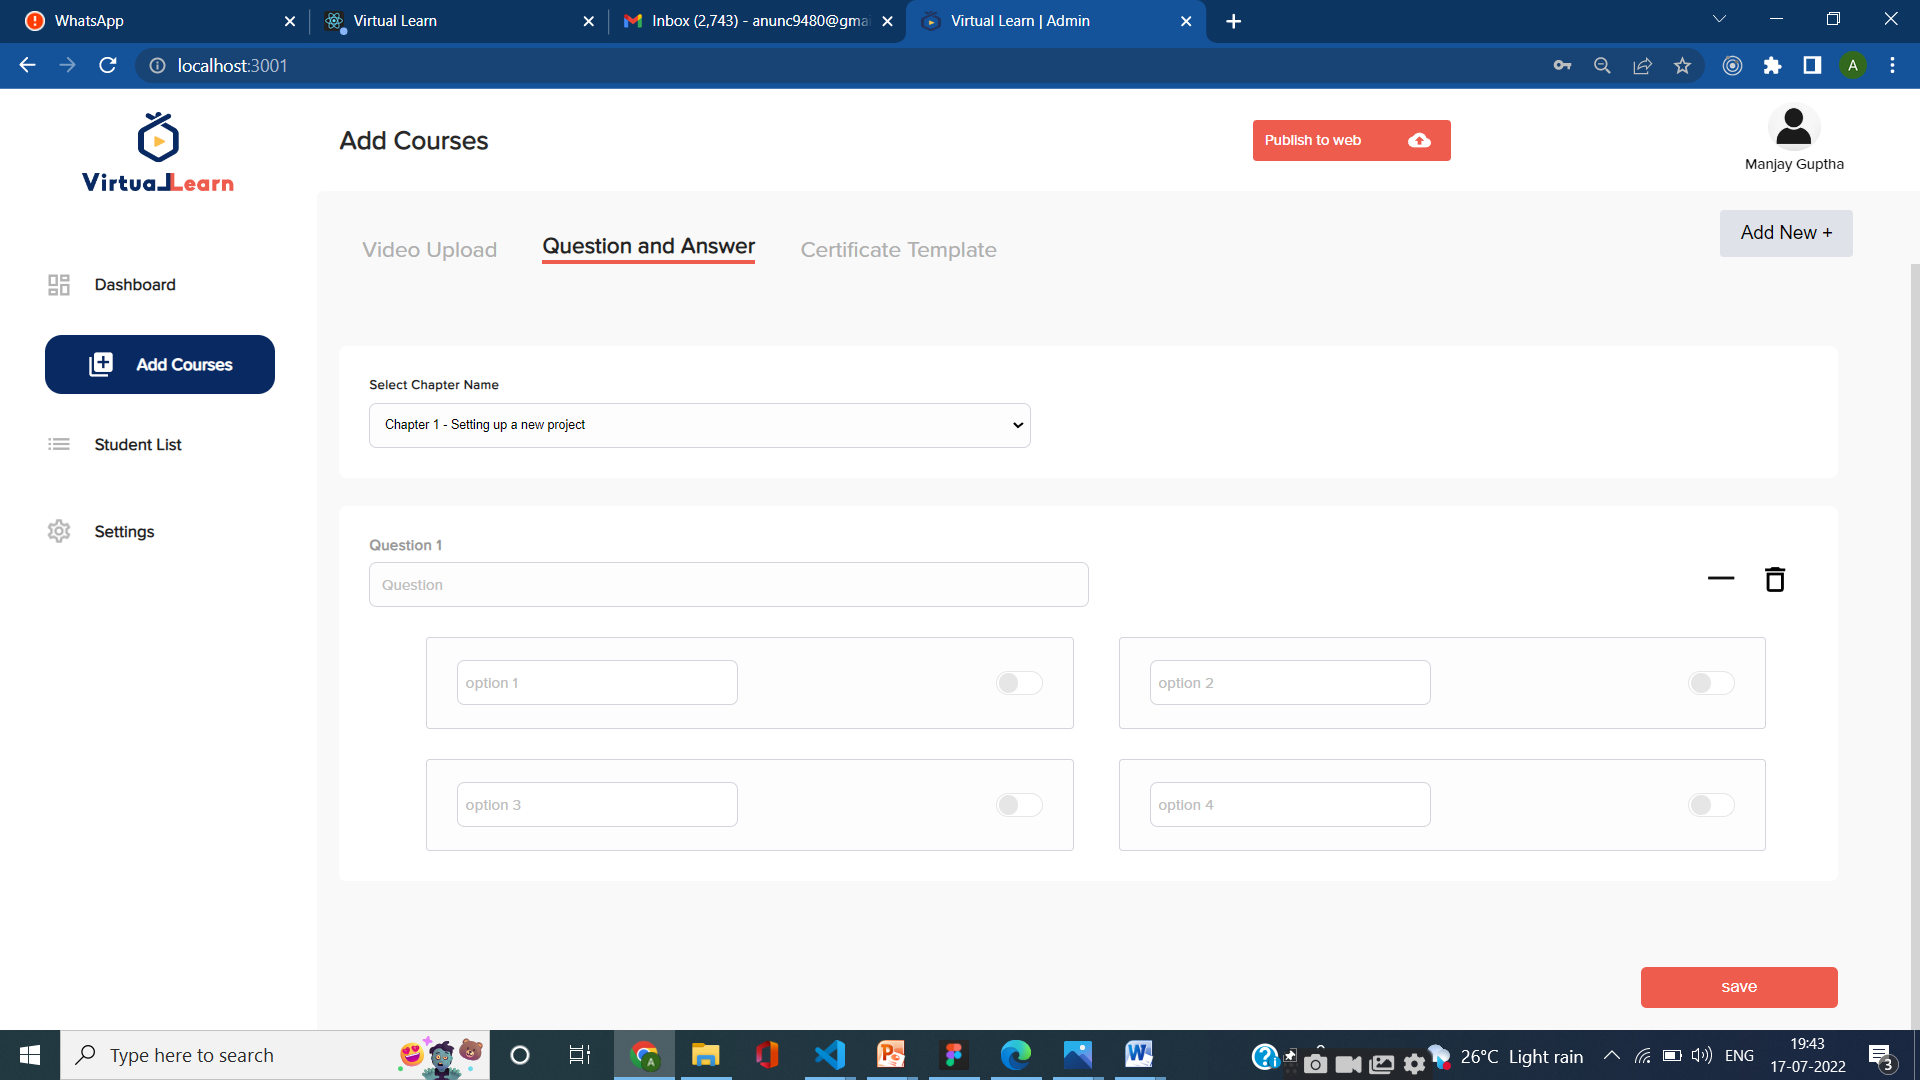 WhatsApp
Virtual Learn
Inbox (2,743) - anunc9480@gma
Virtual Learn | Admin
localhost:3001
A
VirtualLearn
Add Courses
Publish to web
Manjay Guptha
Video Upload
Question and Answer
Certificate Template
Add New +
Dashboard
Add Courses
Student List
Settings
Select Chapter Name
Chapter 1 - Setting up a new project
Question 1
Question
option 1
option 2
option 3
option 4
save
Type here to search
26°C Light rain
ENG
19:43
17-07-2022
3